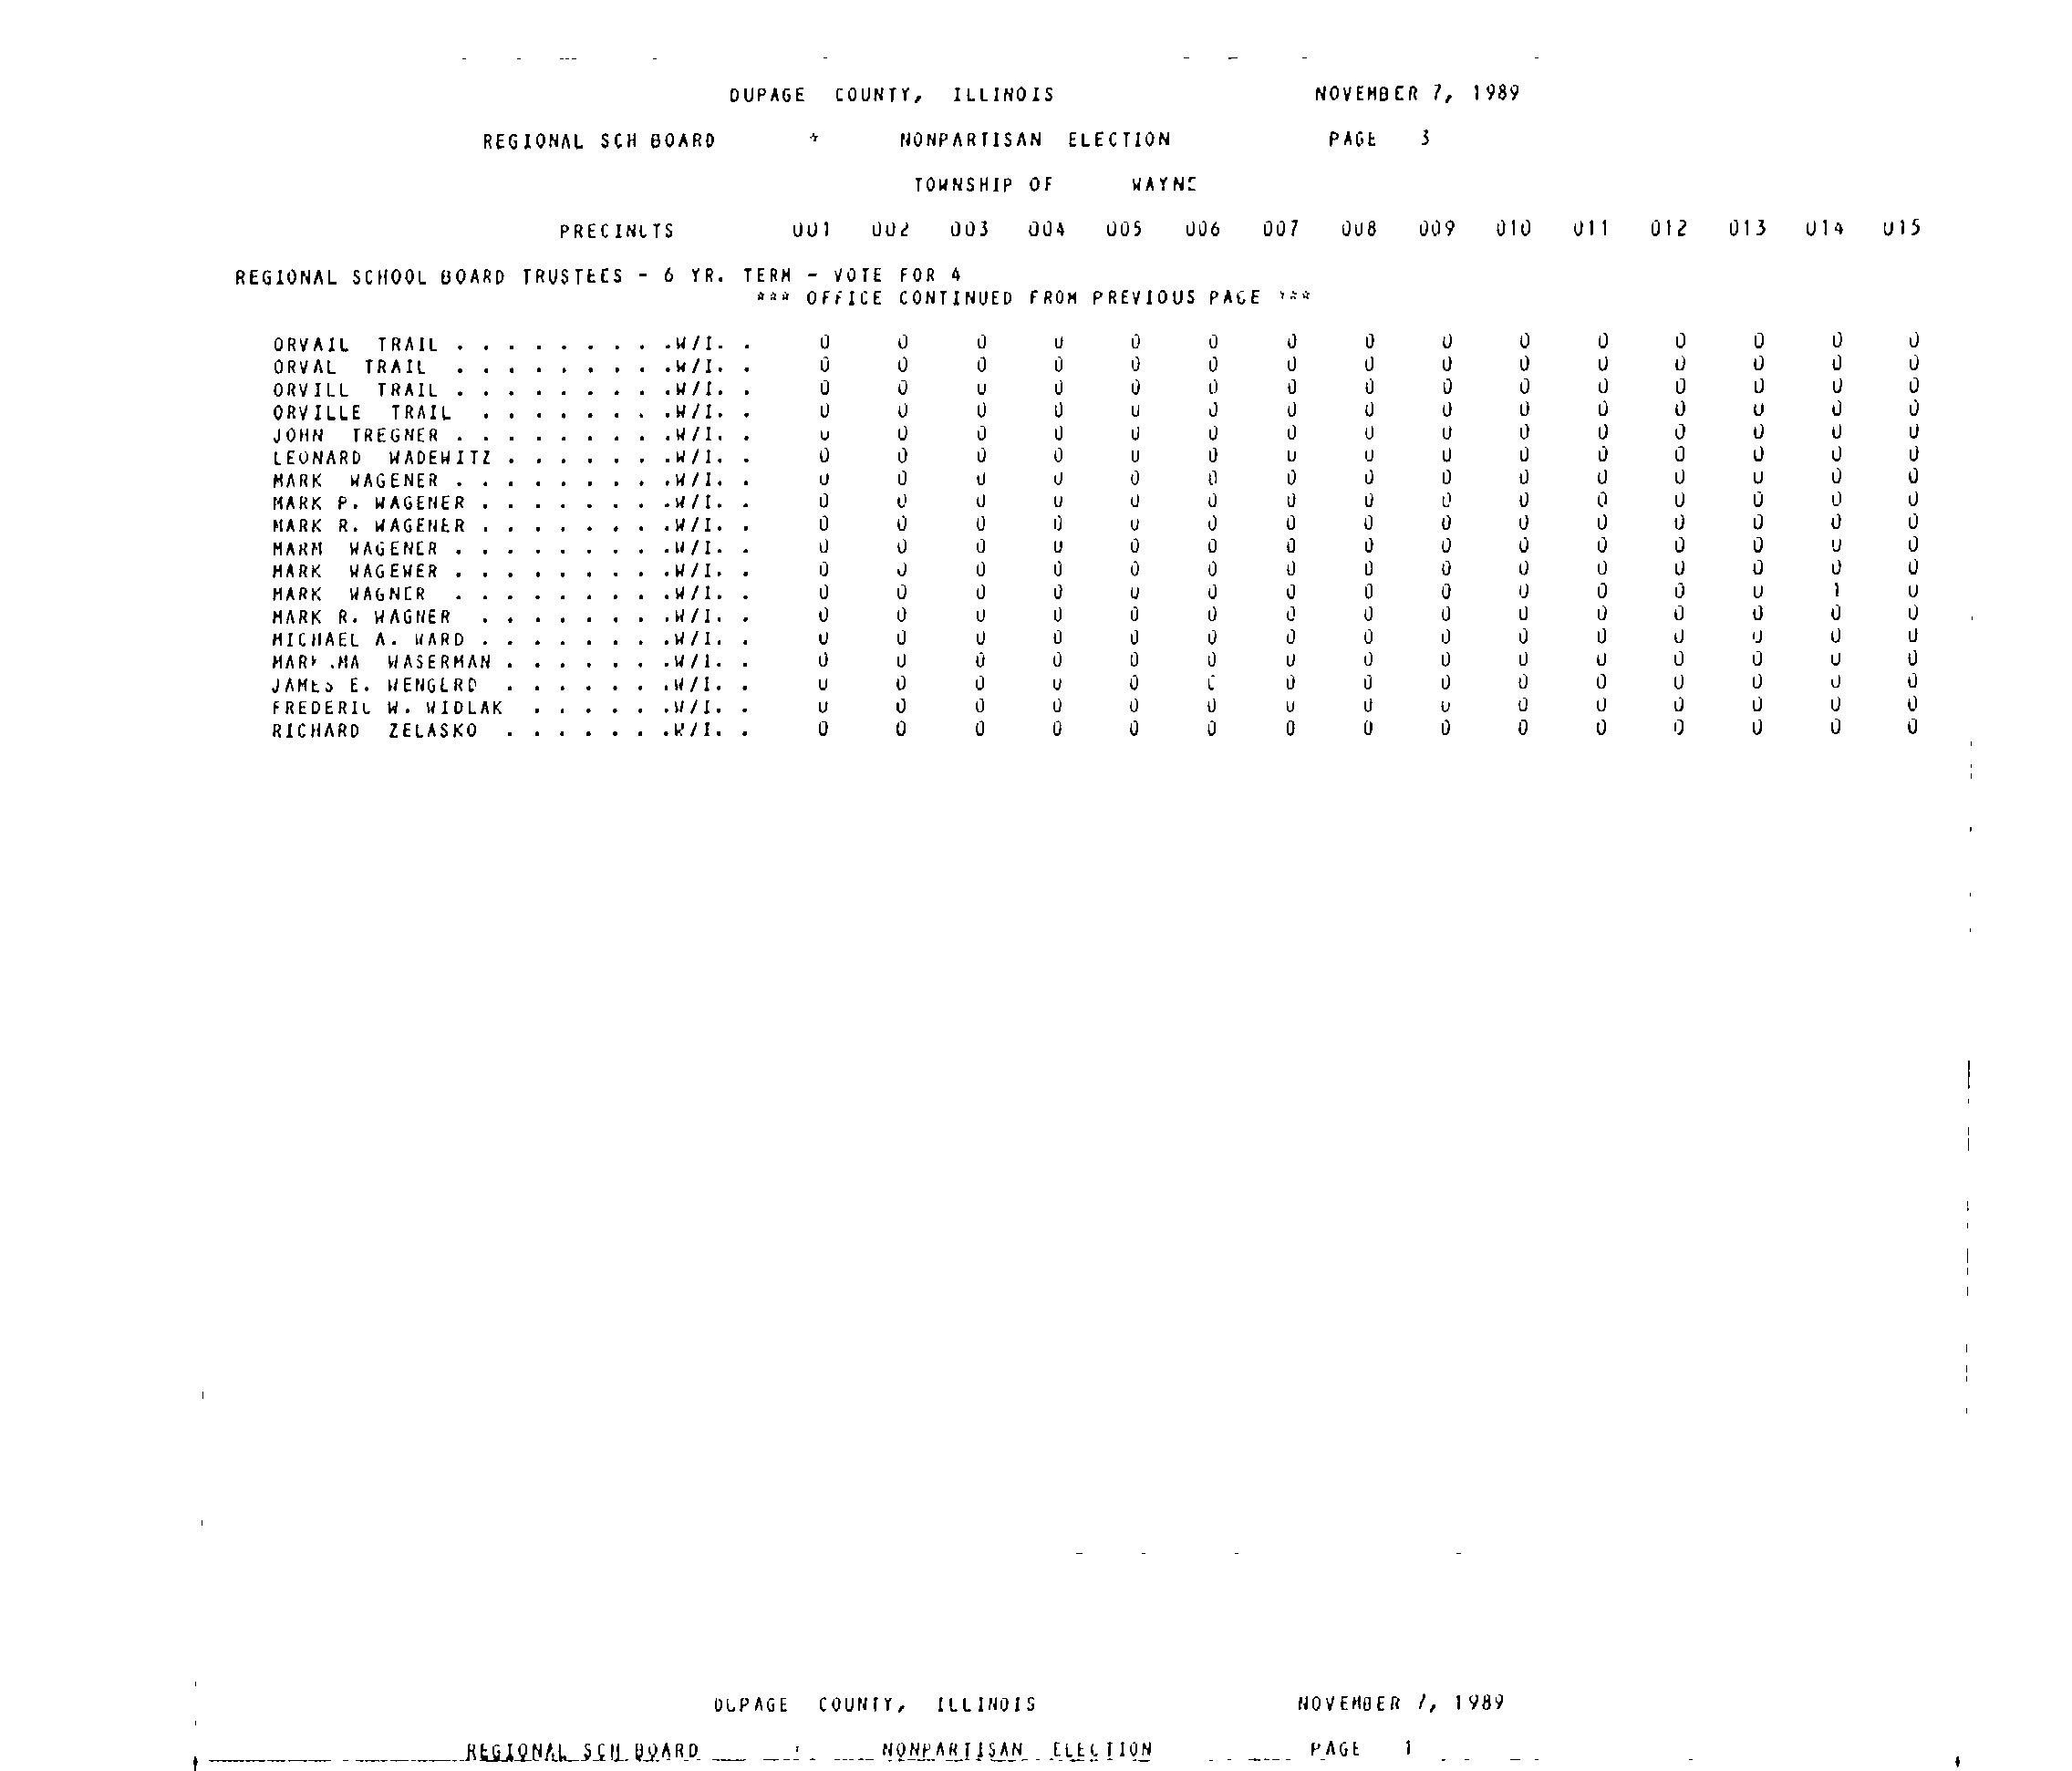 DUPAGE COUNTY, ILLINOIS NOVEMBER 7, 1989
REGIONAL SCH BOARD * NONPARTISAN ELECTION PAGE 3
TOWNSHIP OF WAYNE
PRECINCTS 001 002 003 004 005 006 007 008 009 010 011 012 013 014 015
REGIONAL SCHOOL BOARD TRUSTEES - 6 YR. TERM - VOTE FOR 4
*** OFFICE CONTINUED FROM PREVIOUS PAGE ***
ORVAIL TRAIL . . . . . . . . .W/I. . 0 0 0 0 0 0 0 0 0 0 0 0 0 0 0
ORVAL TRAIL . . . . . . . . .W/I. . 0 0 0 0 0 0 0 0 0 0 0 0 0 0 0
ORVILL TRAIL . . . . . . . . .W/I. . 0 0 0 0 0 0 0 0 0 0 0 0 0 0 0
ORVILLE TRAIL . . . . . . . .W/I. . 0 0 0 0 0 0 0 0 0 0 0 0 0 0 0
JOHN TREGNER . . . . . . . . .W/I. . 0 0 0 0 0 0 0 0 0 0 0 0 0 0 0
LEONARD WADEWITZ . . . . . . .W/I. . 0 0 0 0 0 0 0 0 0 0 0 0 0 0 0
MARK WAGENER . . . . . . . . .W/I. . 0 0 0 0 0 0 0 0 0 0 0 0 0 0 0
MARK P. WAGENER . . . . . . . .W/I. . 0 0 0 0 0 0 0 0 0 0 0 0 0 0 0
MARK R. WAGENER . . . . . . . .W/I. . 0 0 0 0 0 0 0 0 0 0 0 0 0 0 0
MARM WAGENER . . . . . . . . .W/I. . 0 0 0 0 0 0 0 0 0 0 0 0 0 0 0
MARK WAGEWER . . . . . . . . .W/I. . 0 0 0 0 0 0 0 0 0 0 0 0 0 0 0
MARK WAGNER . . . . . . . . .W/I. . 0 0 0 0 0 0 0 0 0 0 0 0 0 1 0
MARK R. WAGNER . . . . . . . .W/I. . 0 0 0 0 0 0 0 0 0 0 0 0 0 0 0
MICHAEL A. WARD . . . . . . . .W/I. . 0 0 0 0 0 0 0 0 0 0 0 0 0 0 0
WASERMAN . . . . . . .W/I. . 0 0 0 0 0 0 0 0 0 0 0 0 0 0 0
JAMES E. WENGERD . . . . . . .W/I. . 0 0 0 0 0 0 0 0 0 0 0 0 0 0 0
FREDERIC W. WIDLAK . . . . . .W/I. . 0 0 0 0 0 0 0 0 0 0 0 0 0 0 0
RICHARD ZELASKO . . . . . . .W/I. . 0 0 0 0 0 0 0 0 0 0 0 0 0 0 0
DUPAGE COUNTY, ILLINOIS NOVEMBER 7, 1989
REGIONAL SCH BOARD NONPARTISAN ELECTION PAGE 1